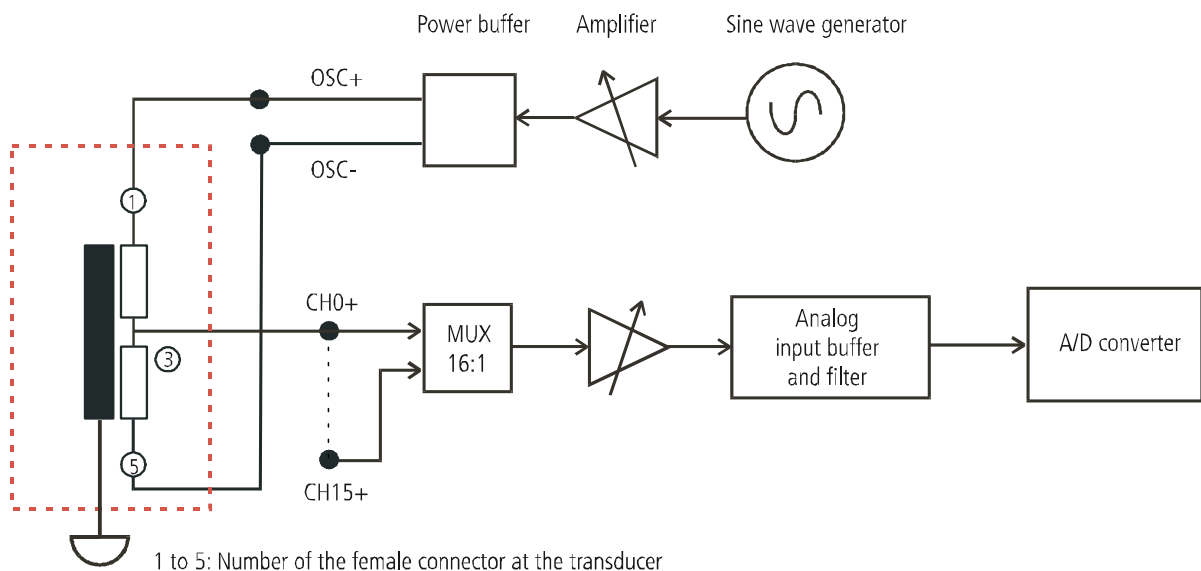 Power buffer
Amplifier
Sine wave generator
OSC+
OSC-
1
CH0+
MUX
16:1
Analog
input buffer
and filter
A/D converter
3
5
CH15+
1 to 5: Number of the female connector at the transducer